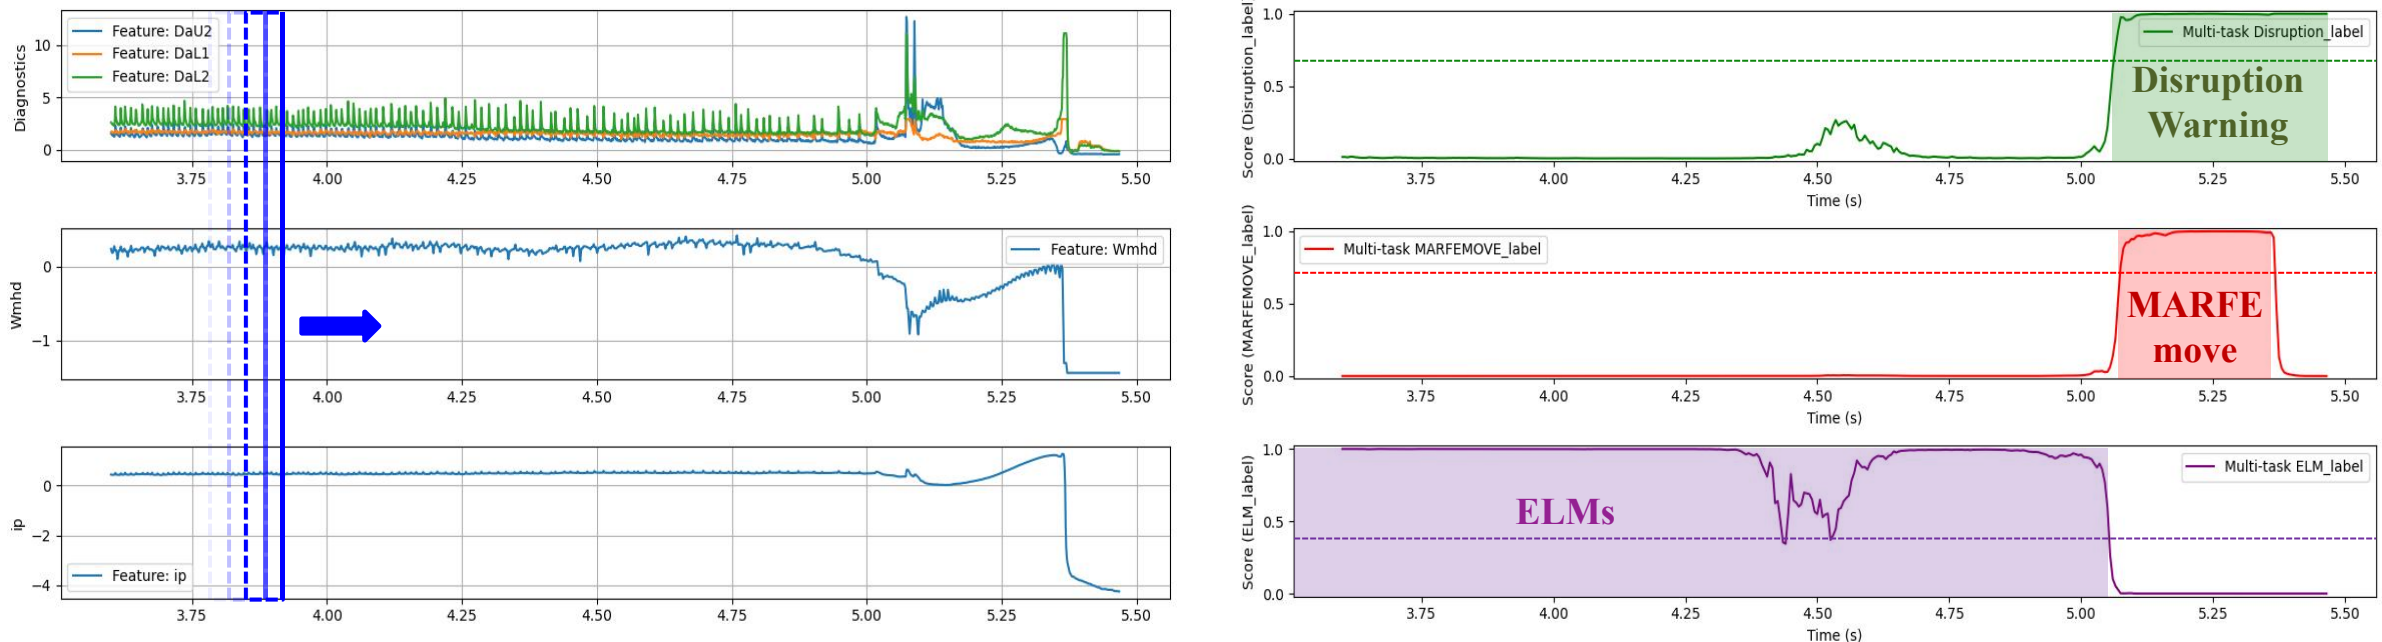 Diagnostics
10
5
0
Feature: DaU2
Feature: DaL1
Feature: DaL2
3.75 4.00 4.25 4.50 4.75 5.00 5.25 5.50
Wmhd
0
−1
Feature: Wmhd
3.75 4.00 4.25 4.50 4.75 5.00 5.25 5.50
ip
0
−2
−4
Feature: ip
3.75 4.00 4.25 4.50 4.75 5.00 5.25 5.50
Score (Disruption_label)
1.0
0.5
0.0
Multi-task Disruption_label
Disruption
Warning
3.75 4.00 4.25 4.50 4.75 5.00 5.25 5.50
Time (s)
Score (MARFEMOVE_label)
1.0
0.5
0.0
Multi-task MARFEMOVE_label
MARFE
move
3.75 4.00 4.25 4.50 4.75 5.00 5.25 5.50
Time (s)
Score (ELM_label)
1.0
0.5
0.0
Multi-task ELM_label
ELMs
3.75 4.00 4.25 4.50 4.75 5.00 5.25 5.50
Time (s)